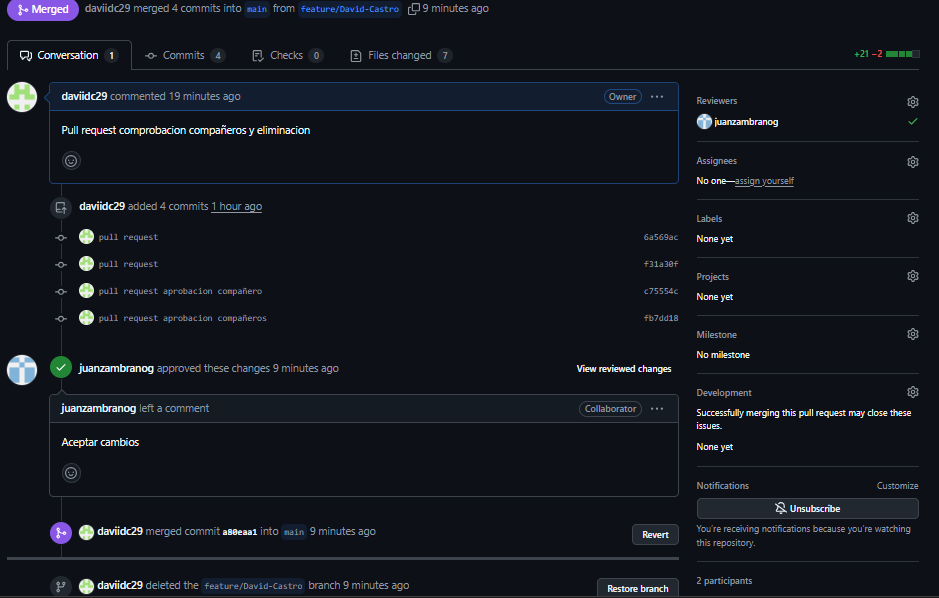 Merged daviidc29 merged 4 commits into main from feature/David-Castro 9 minutes ago
Conversation 1 Commits 4 Checks 0 Files changed 7 +21 −2
daviidc29 commented 19 minutes ago Owner ...
Pull request comprobacion compañeros y eliminacion
daviidc29 added 4 commits 1 hour ago
pull request 6a569ac
pull request f31a30f
pull request aprobacion compañero c75554c
pull request aprobacion compañeros fb7dd18
juanzambranog approved these changes 9 minutes ago View reviewed changes
juanzambranog left a comment Collaborator ...
Aceptar cambios
daviidc29 merged commit a80eaa1 into main 9 minutes ago Revert
daviidc29 deleted the feature/David-Castro branch 9 minutes ago Restore branch
Reviewers
juanzambranog
Assignees
No one—assign yourself
Labels
None yet
Projects
None yet
Milestone
No milestone
Development
Successfully merging this pull request may close these
issues.
None yet
Notifications Customize
Unsubscribe
You're receiving notifications because you're watching
this repository.
2 participants